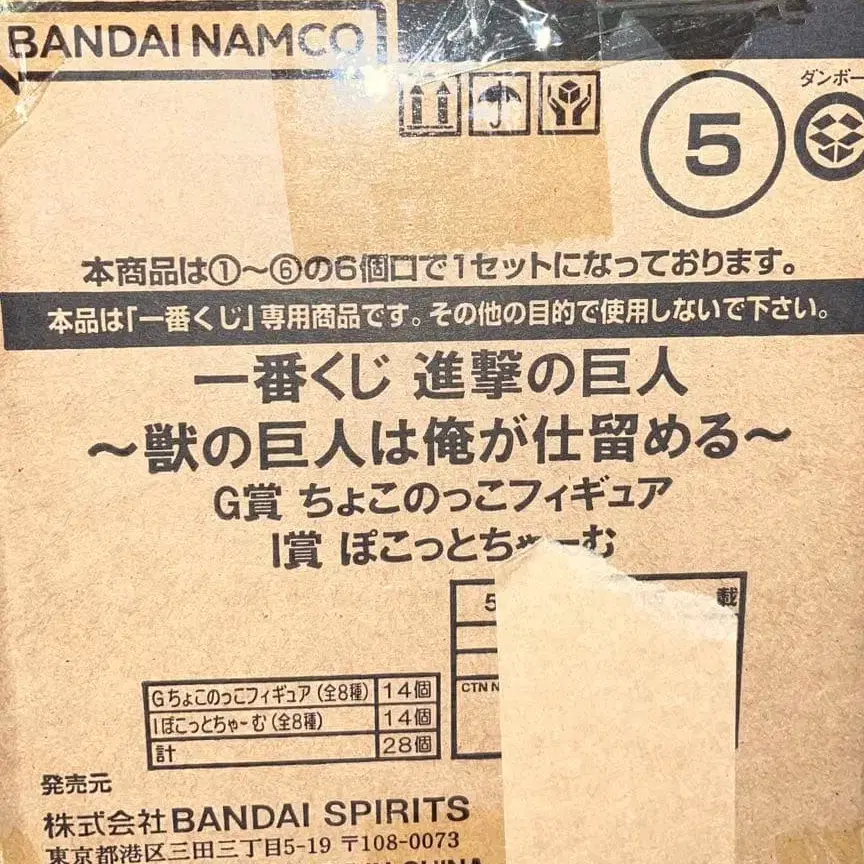 BANDAI NAMCO
5
ダンボー
本商品は①～⑥の6個口で1セットになっております。
本品は「一番くじ」専用商品です。その他の目的で使用しないで下さい。
一番くじ 進撃の巨人
～獣の巨人は俺が仕留める～
G賞 ちょこのっこフィギュア
I賞 ぽこっとちゃーむ
5
載
CTN N
Gちょこのっこフィギュア(全8種) 14個
Iぽこっとちゃーむ(全8種) 14個
計 28個
発売元
株式会社BANDAI SPIRITS
東京都港区三田三丁目5-19 〒108-0073